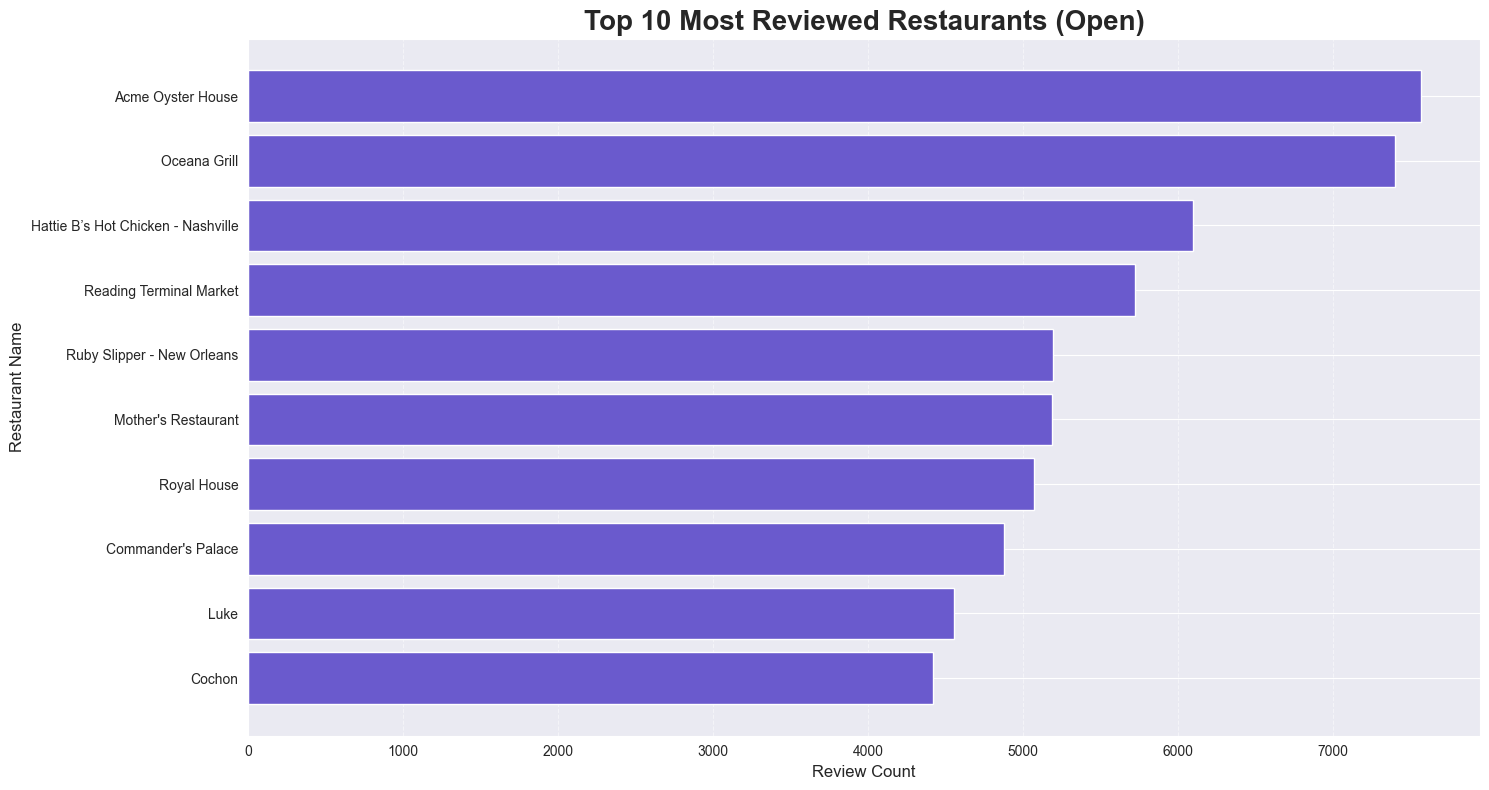 Top 10 Most Reviewed Restaurants (Open)
Restaurant Name
Acme Oyster House
Oceana Grill
Hattie B’s Hot Chicken - Nashville
Reading Terminal Market
Ruby Slipper - New Orleans
Mother's Restaurant
Royal House
Commander's Palace
Luke
Cochon
0 1000 2000 3000 4000 5000 6000 7000
Review Count